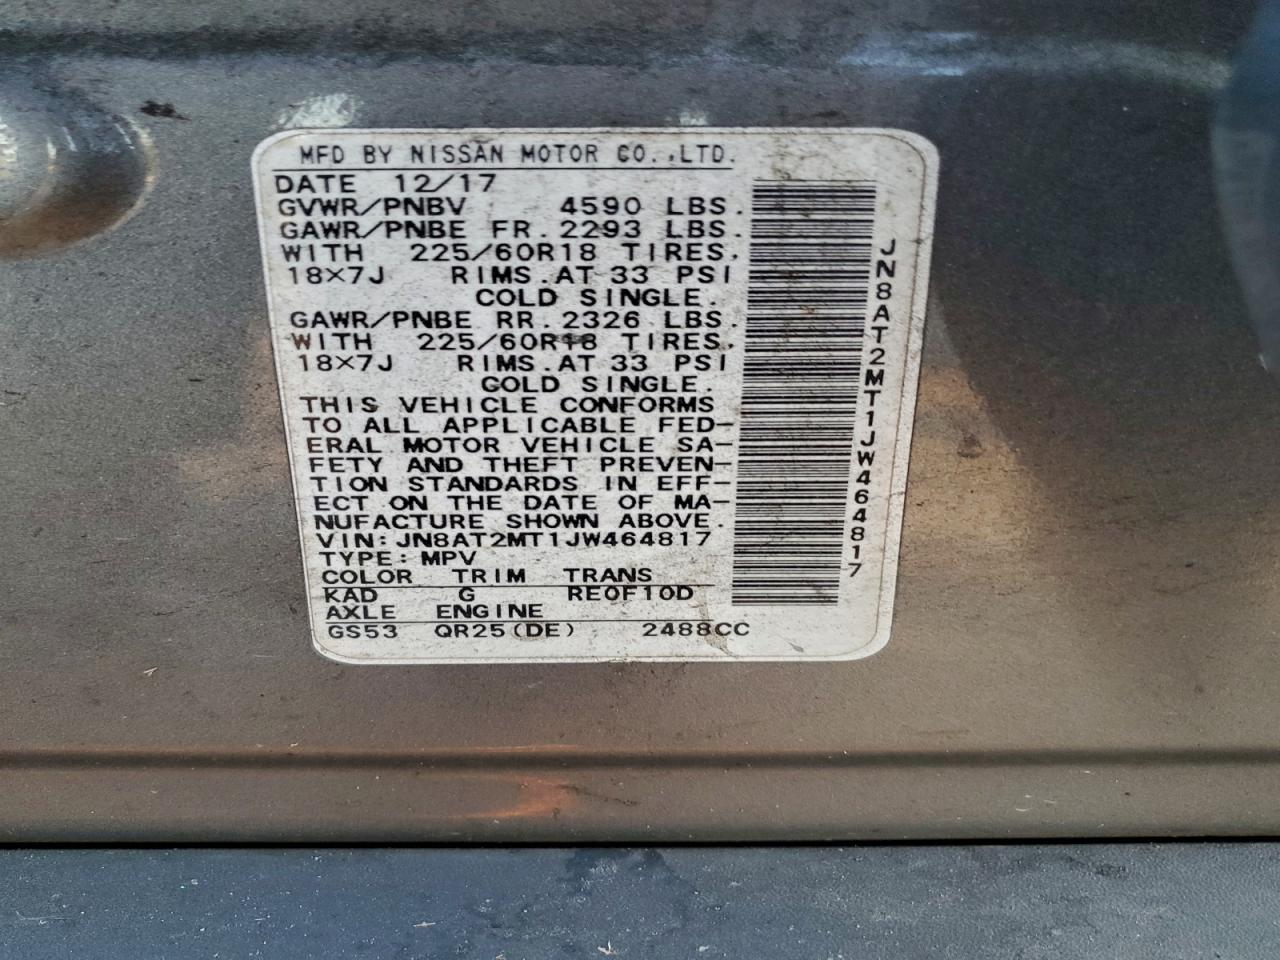 MFD BY NISSAN MOTOR CO.,LTD.
DATE 12/17
GVWR/PNBV 4590 LBS.
GAWR/PNBE FR. 2293 LBS.
WITH 225/60R18 TIRES,
18×7J RIMS.AT 33 PSI
COLD SINGLE.
GAWR/PNBE RR. 2326 LBS.
WITH 225/60R18 TIRES,
18×7J RIMS.AT 33 PSI
COLD SINGLE.
THIS VEHICLE CONFORMS
TO ALL APPLICABLE FED-
ERAL MOTOR VEHICLE SA-
FETY AND THEFT PREVEN-
TION STANDARDS IN EFF-
ECT ON THE DATE OF MA-
NUFACTURE SHOWN ABOVE.
VIN:JN8AT2MT1JW464817
TYPE:MPV
COLOR TRIM TRANS
KAD G RE0F10D
AXLE ENGINE
GS53 QR25(DE) 2488CC
JN8AT2MT1JW464817